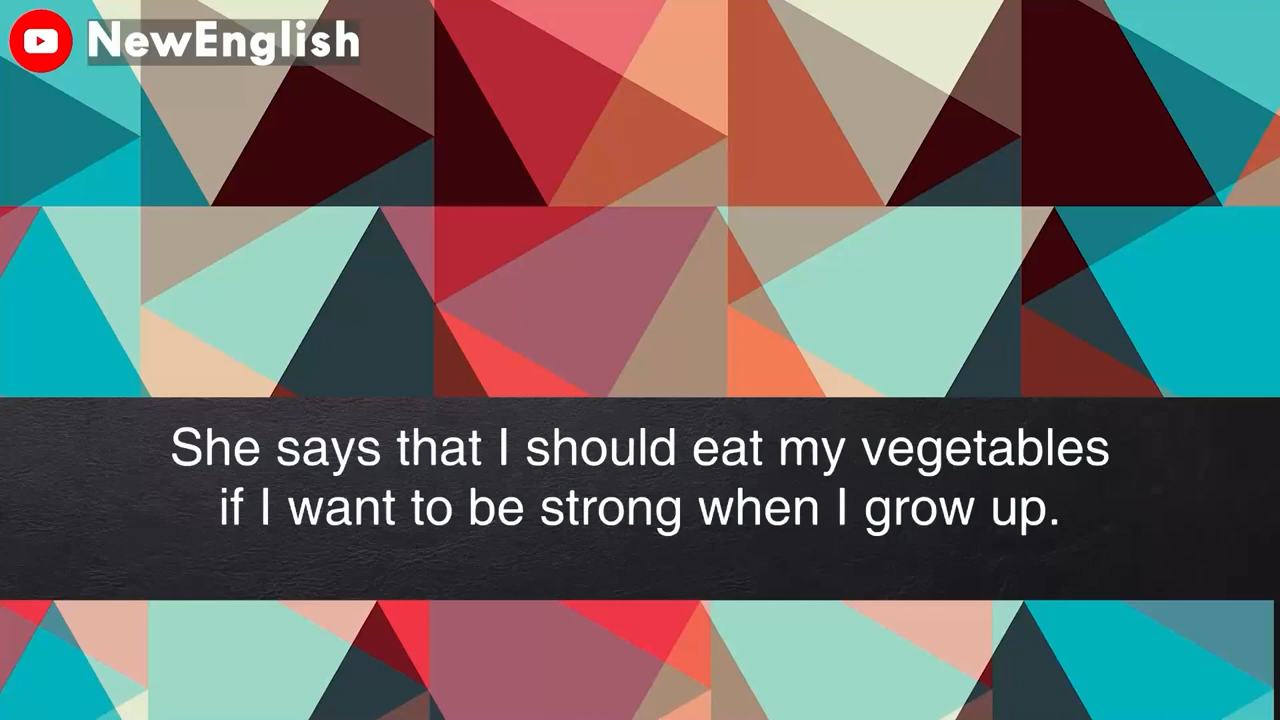 NewEnglish
She says that I should eat my vegetables
if I want to be strong when I grow up.